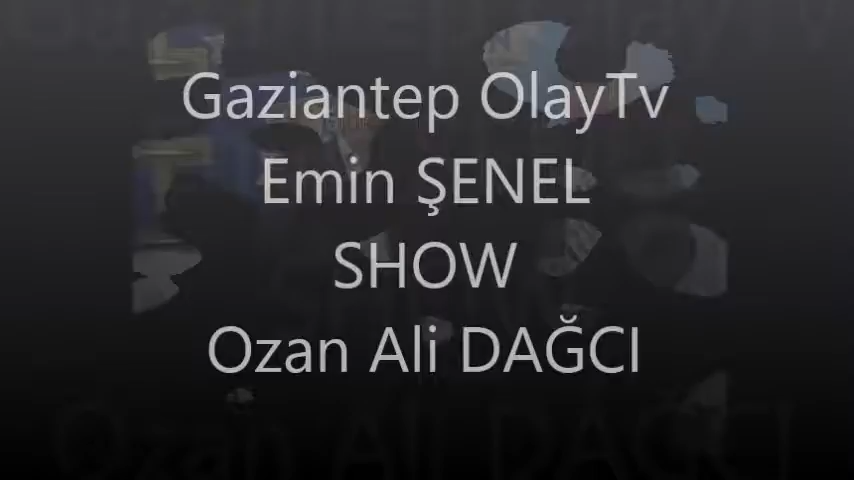 Gaziantep OlayTv
Emin ŞENEL
SHOW
Ozan Ali DAĞCI